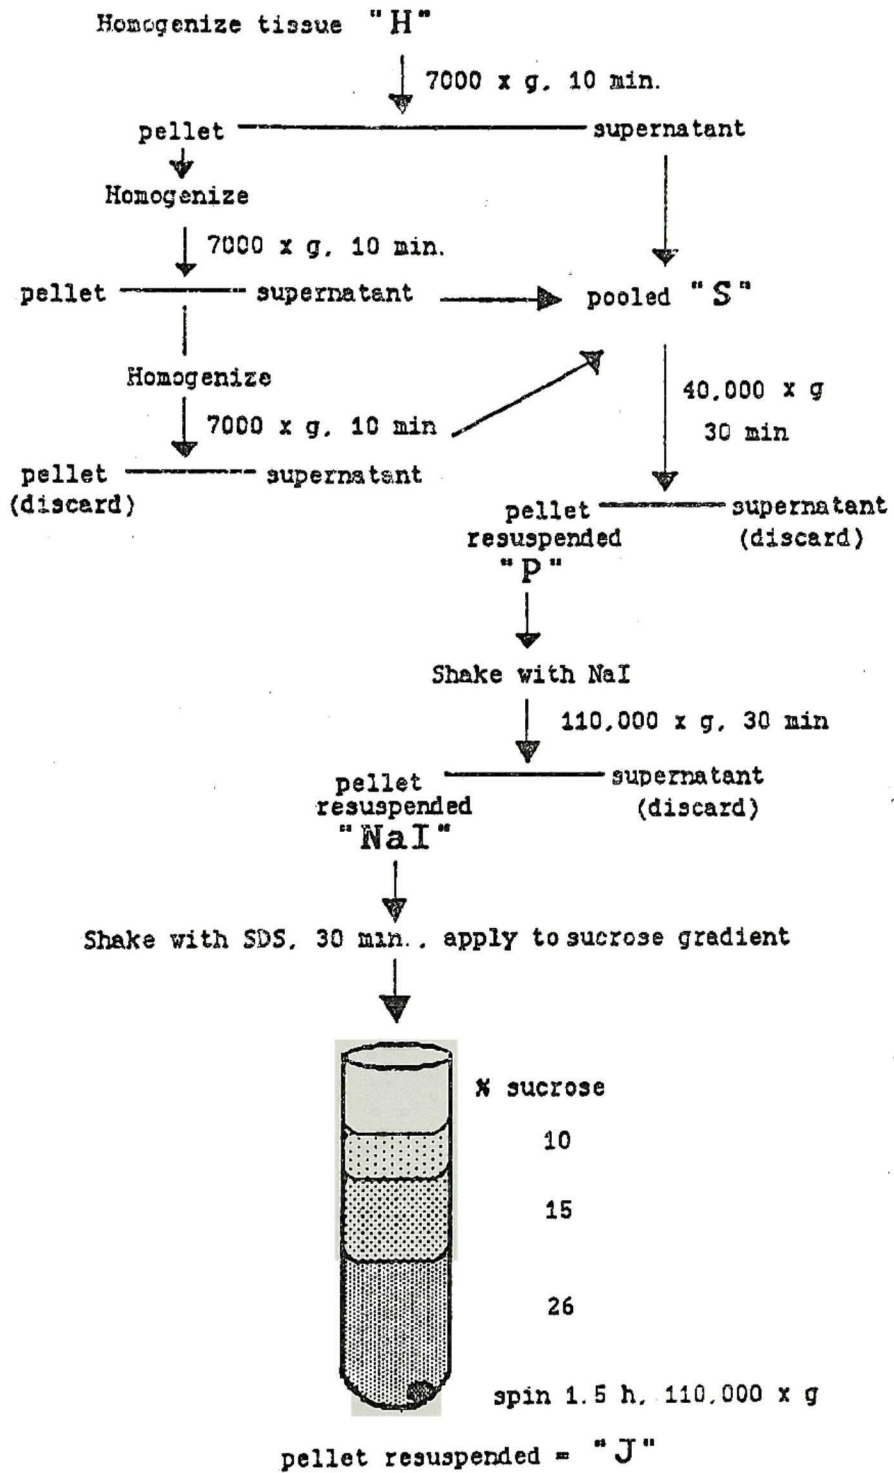 Homogenize tissue "H"
7000 x g, 10 min.
pellet supernatant
Homogenize
7000 x g, 10 min.
pellet supernatant pooled "S"
Homogenize
40,000 x g
30 min
7000 x g, 10 min
pellet supernatant
(discard)
pellet supernatant
resuspended (discard)
"P"
Shake with NaI
110,000 x g, 30 min
pellet supernatant
resuspended (discard)
"NaI"
Shake with SDS, 30 min., apply to sucrose gradient
% sucrose
10
15
26
spin 1.5 h, 110,000 x g
pellet resuspended = "J"